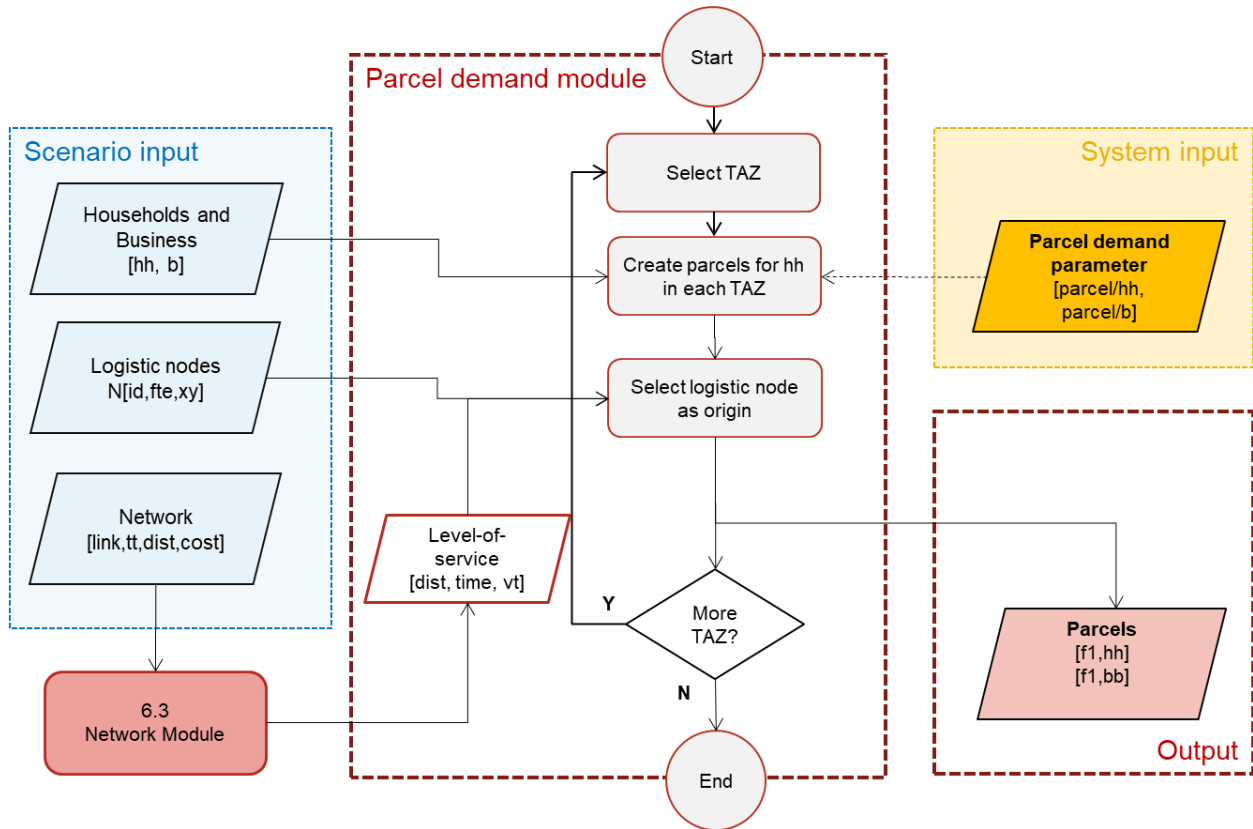 Start
Parcel demand module
Scenario input
System input
Select TAZ
Households and
Business
[hh, b]
Create parcels for hh
in each TAZ
Parcel demand
parameter
[parcel/hh,
parcel/b]
Logistic nodes
N[id,fte,xy]
Select logistic node
as origin
Network
[link,tt,dist,cost]
Level-of-
service
[dist, time, vt]
Y
More
TAZ?
N
Parcels
[f1,hh]
[f1,bb]
6.3
Network Module
Output
End